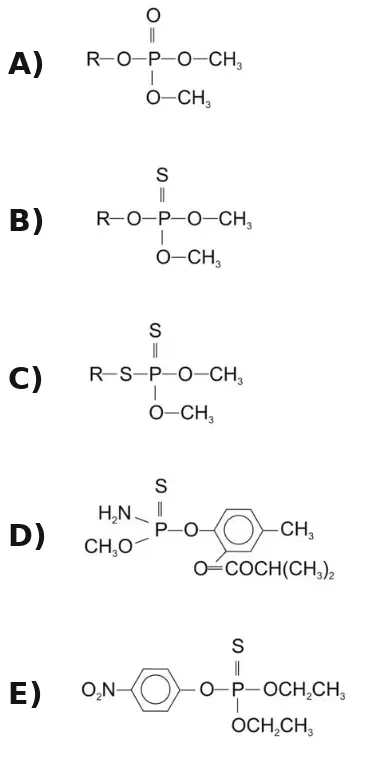 O
A) R—O—P—O—CH₃
O—CH₃
S
B) R—O—P—O—CH₃
O—CH₃
S
C) R—S—P—O—CH₃
O—CH₃
S
H₂N
D) P—O— —CH₃
CH₃O
O=COCH(CH₃)₂
S
E) O₂N— —O—P—OCH₂CH₃
OCH₂CH₃